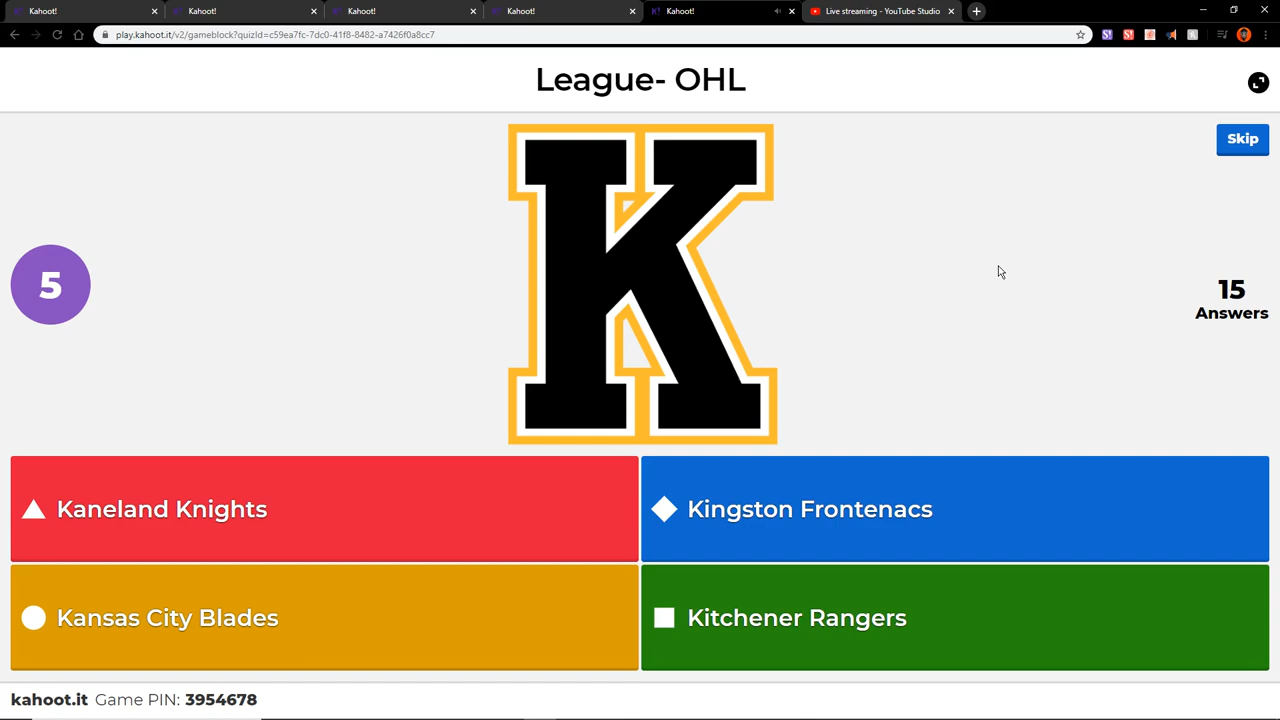 Kahoot!
Kahoot!
Kahoot!
Kahoot!
Kahoot!
Live streaming - YouTube Studio
play.kahoot.it/v2/gameblock?quizId=c59ea7fc-7dc0-41f8-8482-a7426f0a8cc7
League- OHL
Skip
K
5
15
Answers
Kaneland Knights
Kingston Frontenacs
Kansas City Blades
Kitchener Rangers
kahoot.it Game PIN: 3954678